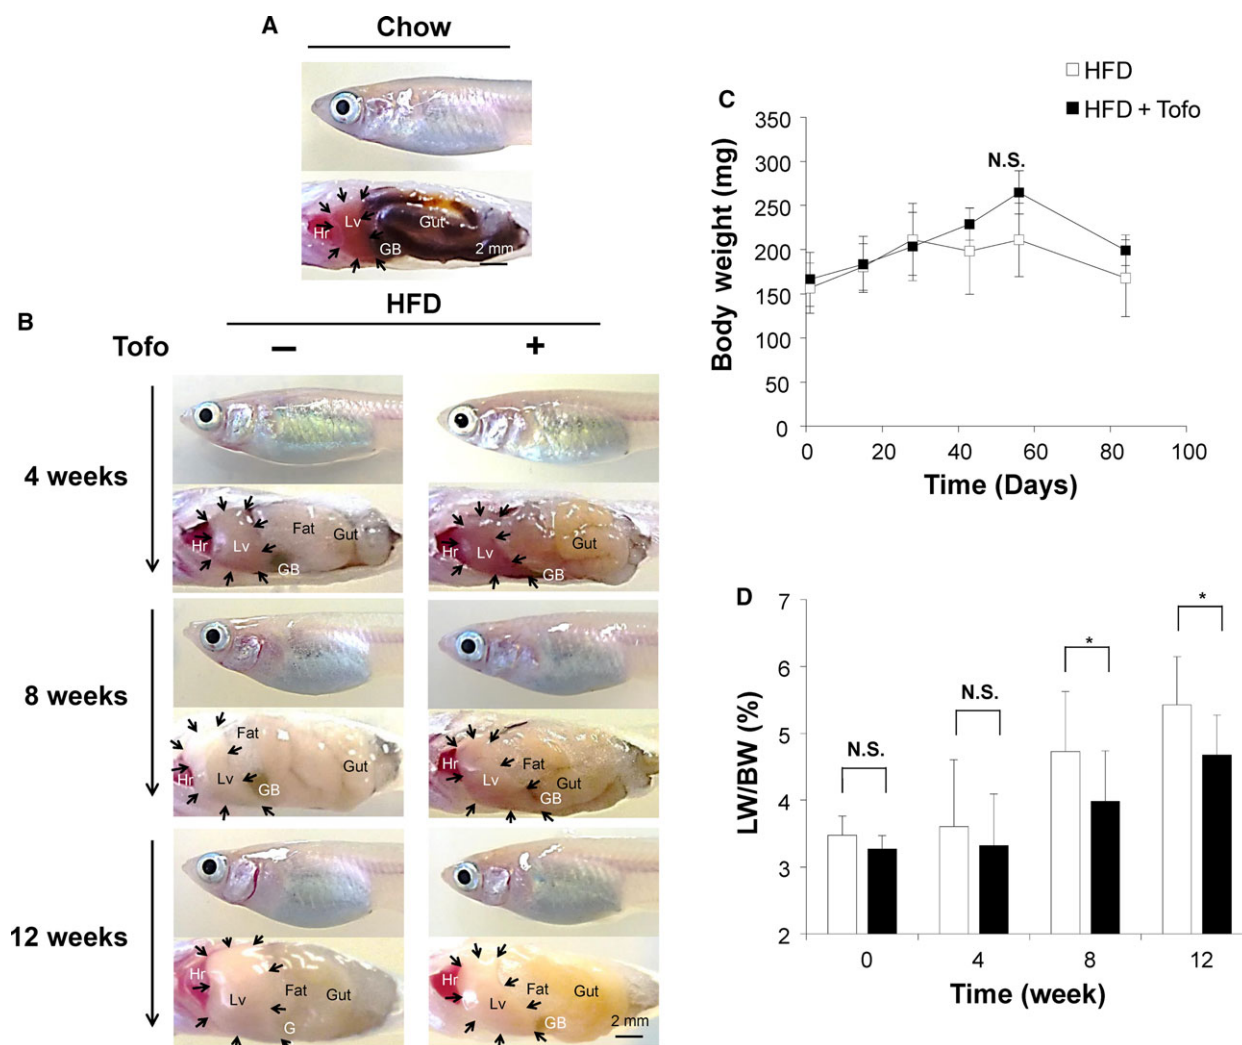 A
Chow
Hr
Lv
Gut
GB
2 mm
B
HFD
Tofo
–
+
4 weeks
Hr
Lv
Fat
Gut
GB
Hr
Lv
Gut
GB
8 weeks
Hr
Lv
Fat
GB
Gut
Hr
Lv
Fat
Gut
GB
12 weeks
Hr
Lv
Fat
Gut
G
Hr
Lv
Fat
Gut
GB
2 mm
C
HFD
HFD + Tofo
N.S.
350
300
250
200
150
100
50
0
0 20 40 60 80 100
Body weight (mg)
Time (Days)
D
7
6
5
4
3
2
N.S.
N.S.
*
*
0 4 8 12
LW/BW (%)
Time (week)